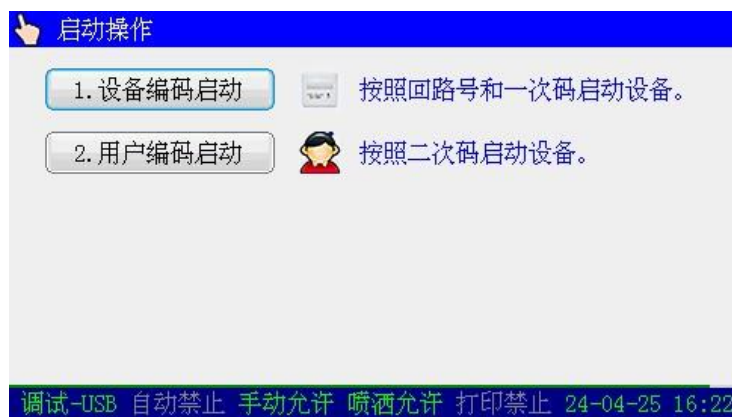 启动操作
1.设备编码启动 按照回路号和一次码启动设备。
2.用户编码启动 按照二次码启动设备。
调试-USB 自动禁止 手动允许 喷洒允许 打印禁止 24-04-25 16:22